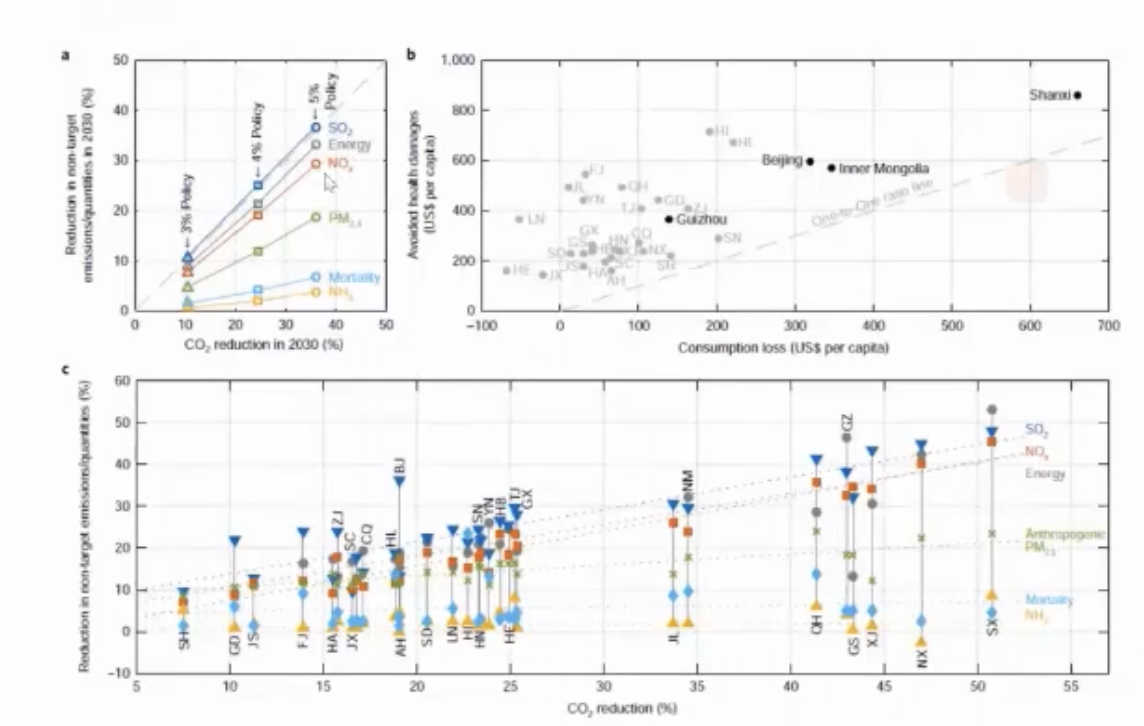 a
Reduction in non-target
emissions/quantities in 2030 (%)
50
40
30
20
10
0
← 3% Policy
← 4% Policy
← 5%
Policy
SO₂
Energy
NOₓ
PM₂.₅
Mortality
NH₃
0 10 20 30 40 50
CO₂ reduction in 2030 (%)
b
Avoided health damages
(US$ per capita)
1,000
800
600
400
200
0
Shanxi
HI
HL
Beijing
Inner Mongolia
FJ
JL
QH
YN
GD
TJ
ZJ
One-to-One ratio line
LN
Guizhou
GX
CQ
SN
GS
HN
SD
NX
SH
JS
SC
HE
JX
HA
AH
−100 0 100 200 300 400 500 600 700
Consumption loss (US$ per capita)
c
Reduction in non-target emissions/quantities (%)
60
50
40
30
20
10
0
−10
SH
GD
JS
FJ
HA
ZJ
SC
JX
CQ
HL
BJ
AH
SD
LN
HI
SN
HN
YN
HB
HE
TJ
GX
JL
NM
QH
GZ
GS
XJ
NX
SX
SO₂
NOₓ
Energy
Anthropogenic
PM₂.₅
Mortality
NH₃
5 10 15 20 25 30 35 40 45 50 55
CO₂ reduction (%)